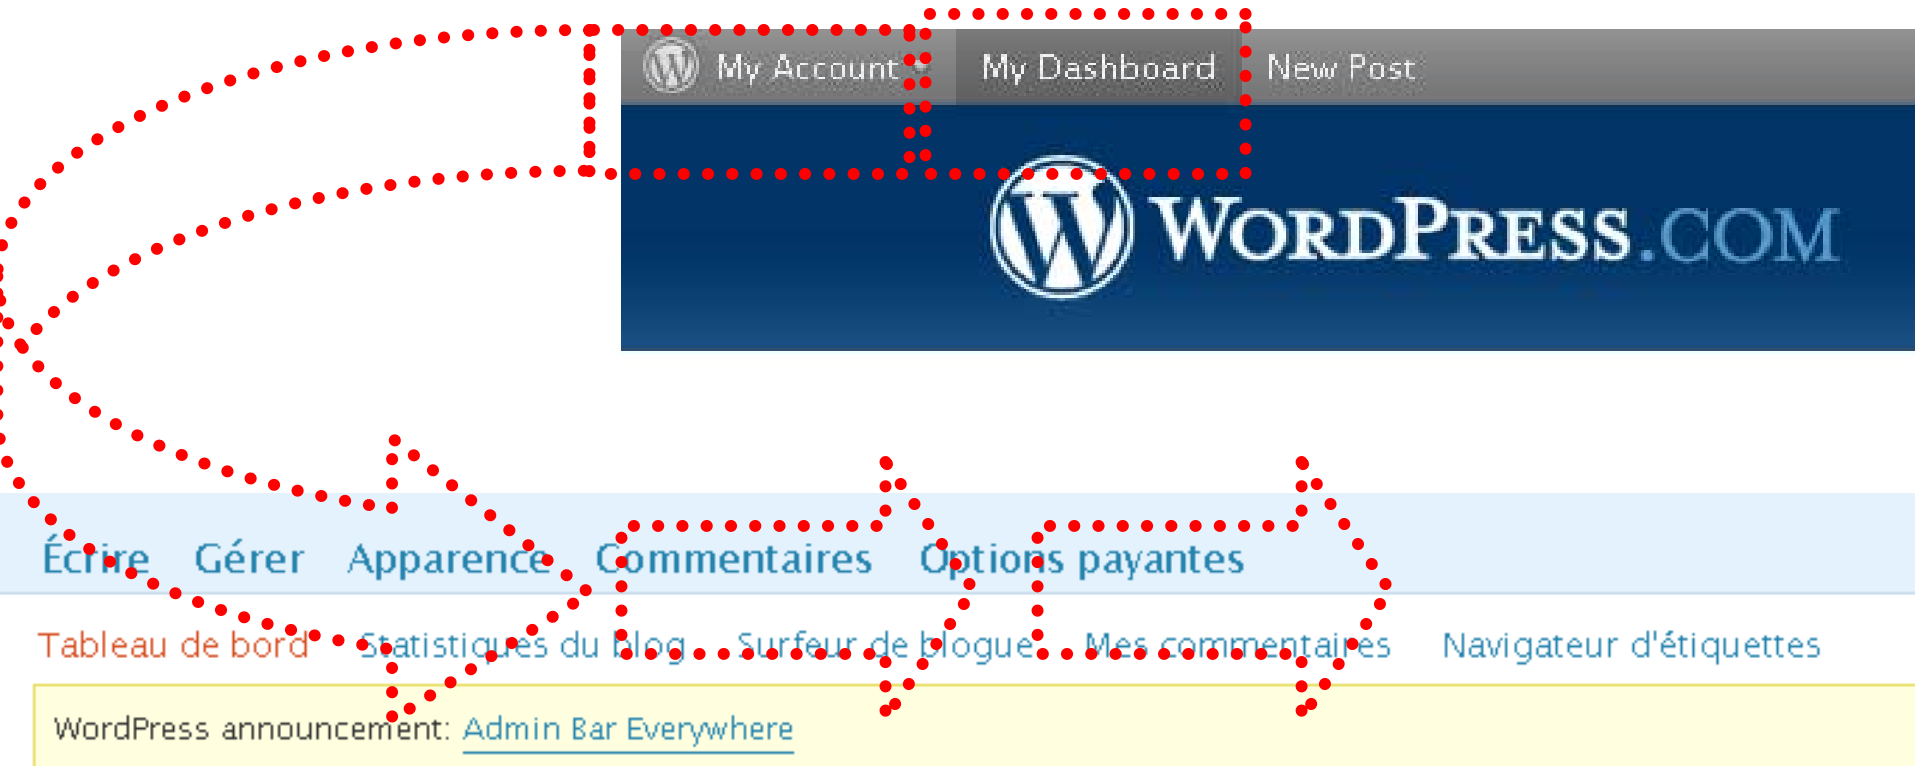 My Account My Dashboard New Post
WORDPRESS.COM
Écrire Gérer Apparence Commentaires Options payantes
Tableau de bord Statistiques du blog Surfeur de blogue Mes commentaires Navigateur d'étiquettes
WordPress announcement: Admin Bar Everywhere